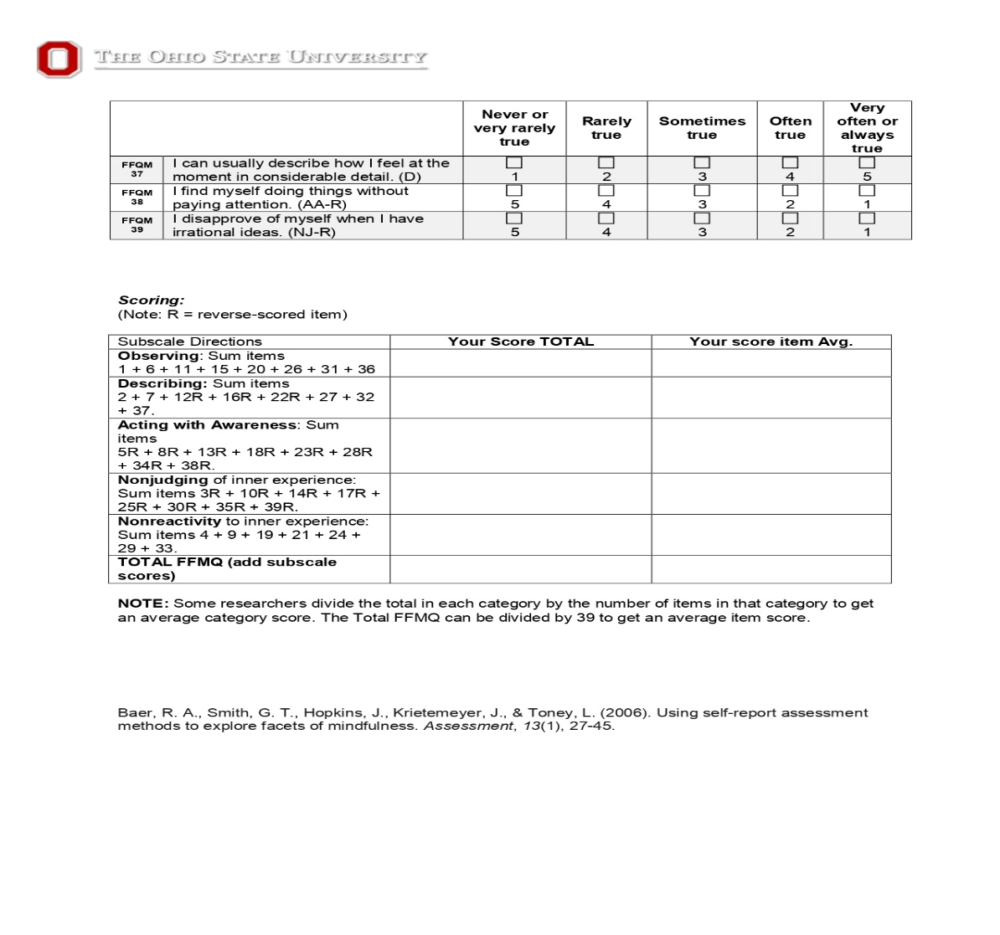 THE OHIO STATE UNIVERSITY
Never or very rarely true
Rarely true
Sometimes true
Often true
Very often or always true
FFQM 37
I can usually describe how I feel at the
moment in considerable detail. (D)
1 2 3 4 5
FFQM 38
I find myself doing things without
paying attention. (AA-R)
5 4 3 2 1
FFQM 39
I disapprove of myself when I have
irrational ideas. (NJ-R)
5 4 3 2 1
Scoring:
(Note: R = reverse-scored item)
Subscale Directions Your Score TOTAL Your score item Avg.
Observing: Sum items
1 + 6 + 11 + 15 + 20 + 26 + 31 + 36
Describing: Sum items
2 + 7 + 12R + 16R + 22R + 27 + 32
+ 37.
Acting with Awareness: Sum
items
5R + 8R + 13R + 18R + 23R + 28R
+ 34R + 38R.
Nonjudging of inner experience:
Sum items 3R + 10R + 14R + 17R +
25R + 30R + 35R + 39R.
Nonreactivity to inner experience:
Sum items 4 + 9 + 19 + 21 + 24 +
29 + 33.
TOTAL FFMQ (add subscale
scores)
NOTE: Some researchers divide the total in each category by the number of items in that category to get
an average category score. The Total FFMQ can be divided by 39 to get an average item score.
Baer, R. A., Smith, G. T., Hopkins, J., Krietemeyer, J., & Toney, L. (2006). Using self-report assessment
methods to explore facets of mindfulness. Assessment, 13(1), 27-45.